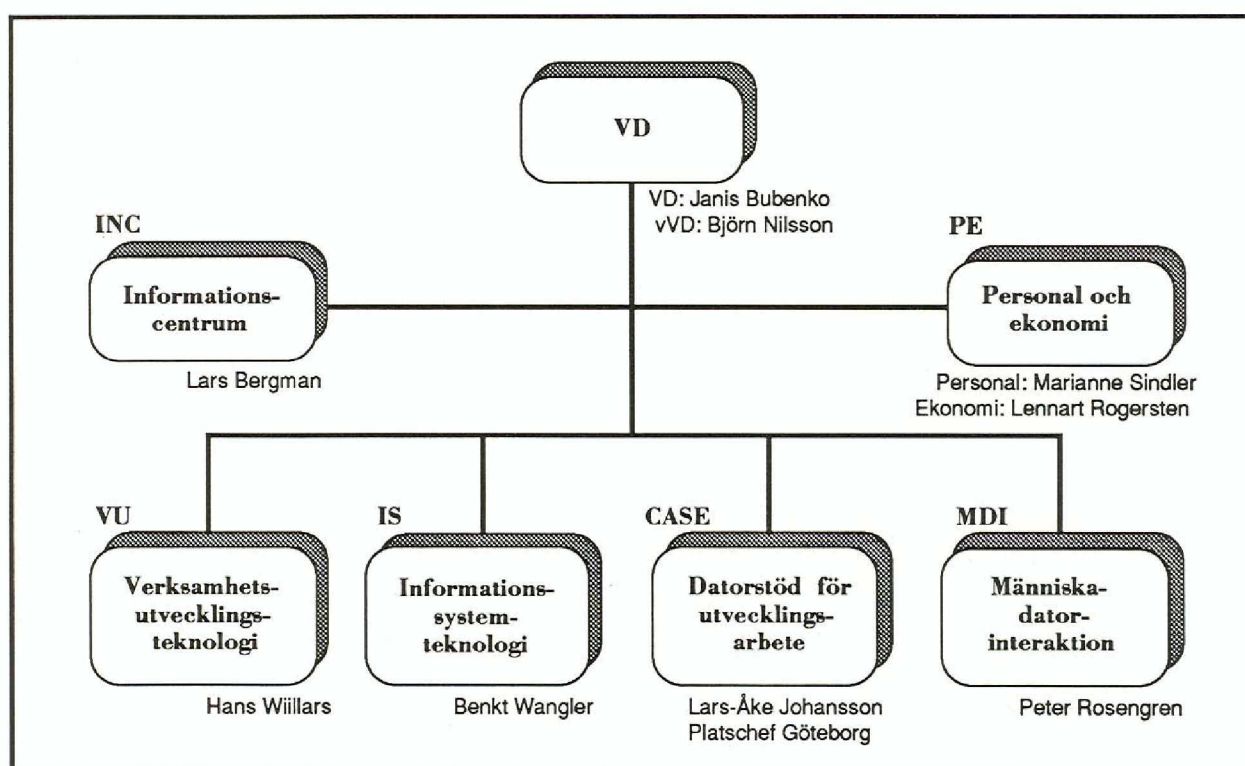 VD
VD: Janis Bubenko
vVD: Björn Nilsson
INC
Informations-
centrum
Lars Bergman
PE
Personal och
ekonomi
Personal: Marianne Sindler
Ekonomi: Lennart Rogersten
VU
Verksamhets-
utvecklings-
teknologi
Hans Wiillars
IS
Informations-
system-
teknologi
Benkt Wangler
CASE
Datorstöd för
utvecklings-
arbete
Lars-Åke Johansson
Platschef Göteborg
MDI
Människa-
dator-
interaktion
Peter Rosengren